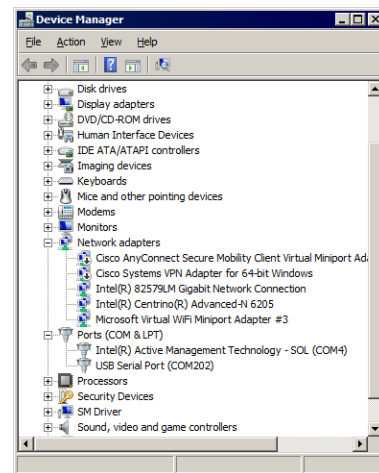 Device Manager
File Action View Help
Disk drives
Display adapters
DVD/CD-ROM drives
Human Interface Devices
IDE ATA/ATAPI controllers
Imaging devices
Keyboards
Mice and other pointing devices
Modems
Monitors
Network adapters
Cisco AnyConnect Secure Mobility Client Virtual Miniport Ada
Cisco Systems VPN Adapter for 64-bit Windows
Intel(R) 82579LM Gigabit Network Connection
Intel(R) Centrino(R) Advanced-N 6205
Microsoft Virtual WiFi Miniport Adapter #3
Ports (COM & LPT)
Intel(R) Active Management Technology - SOL (COM4)
USB Serial Port (COM202)
Processors
Security Devices
SM Driver
Sound, video and game controllers